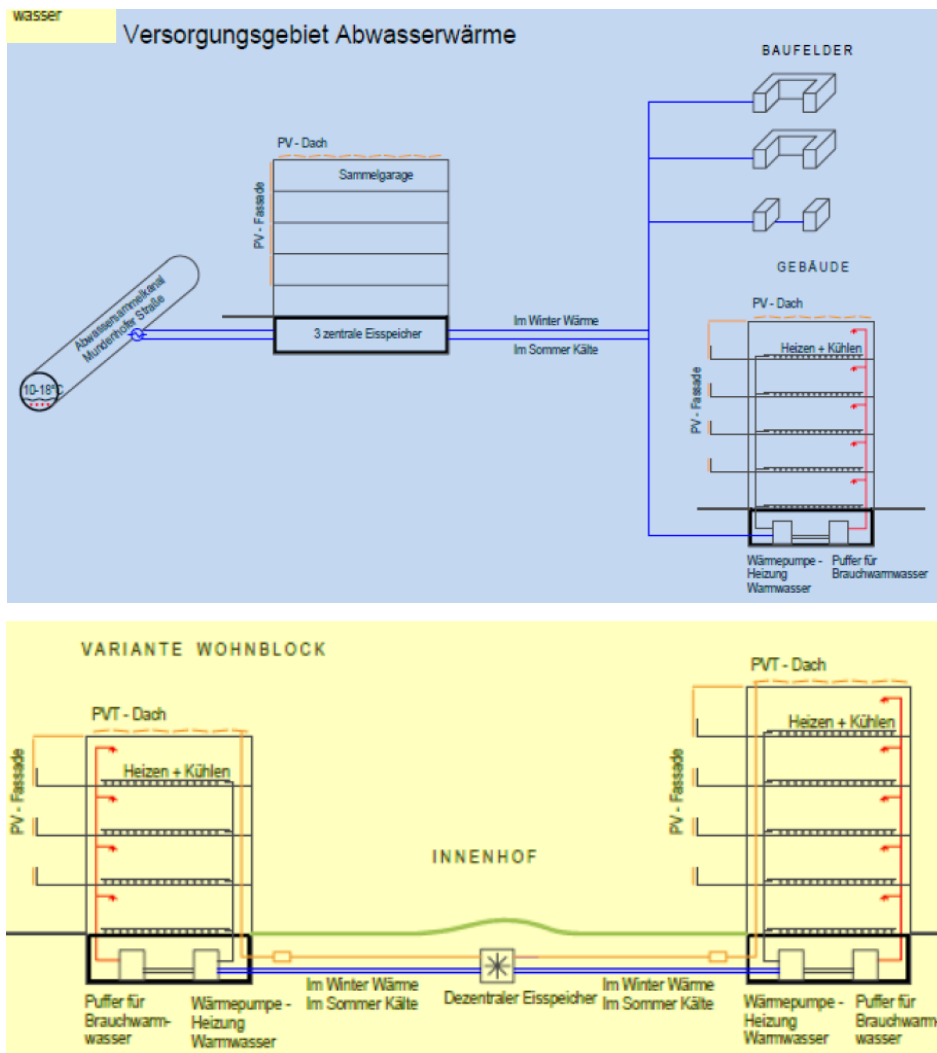 wasser
Versorgungsgebiet Abwasserwärme
BAUFELDER
PV - Dach
Sammelgarage
PV - Fassade
Abwassersammelkanal
Mundenhofer Straße
10-18°C
3 zentrale Eisspeicher
Im Winter Wärme
Im Sommer Kälte
GEBÄUDE
PV - Dach
Heizen + Kühlen
PV - Fassade
Wärmepumpe -
Heizung
Warmwasser
Puffer für
Brauchwarmwasser
VARIANTE WOHNBLOCK
PVT - Dach
Heizen + Kühlen
PV - Fassade
INNENHOF
PVT - Dach
Heizen + Kühlen
PV - Fassade
Puffer für
Brauchwarm-
wasser
Wärmepumpe -
Heizung
Warmwasser
Im Winter Wärme
Im Sommer Kälte
Dezentraler Eisspeicher
Im Winter Wärme
Im Sommer Kälte
Wärmepumpe -
Heizung
Warmwasser
Puffer für
Brauchwarm-
wasser